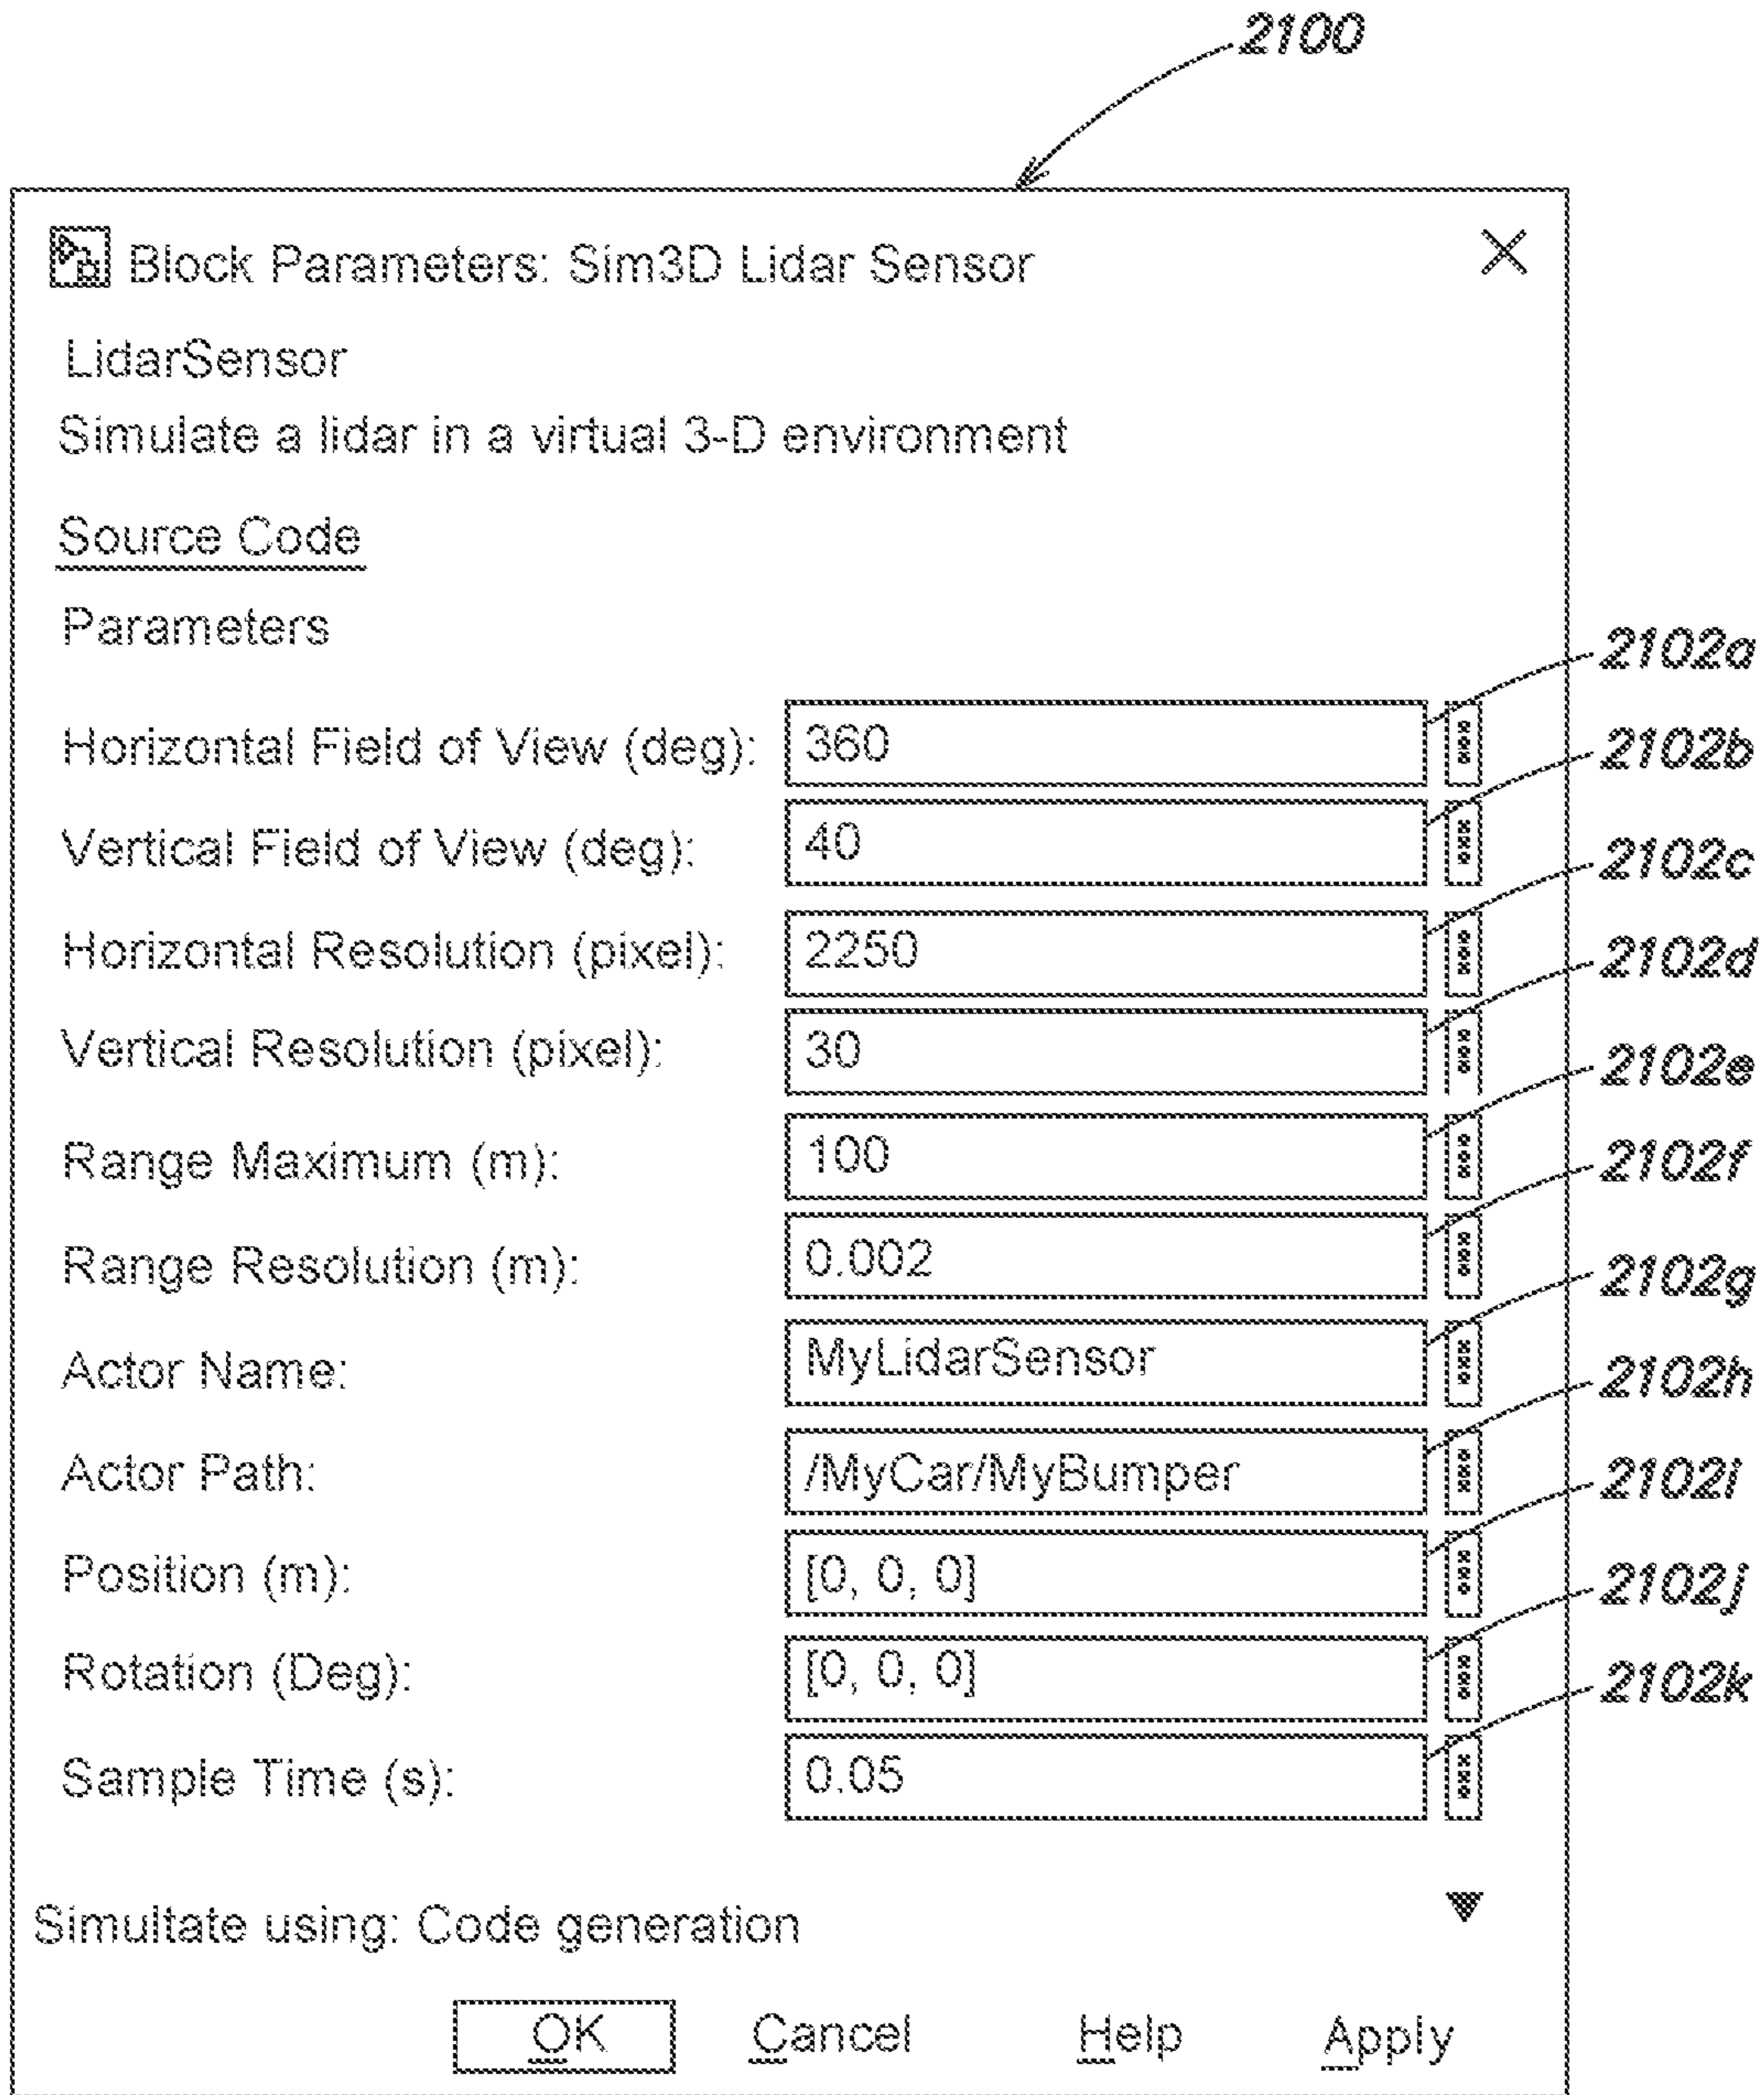 2100
Block Parameters: Sim3D Lidar Sensor
LidarSensor
Simulate a lidar in a virtual 3-D environment
Source Code
Parameters
2102a
Horizontal Field of View (deg): 360
2102b
Vertical Field of View (deg): 40
2102c
Horizontal Resolution (pixel): 2250
2102d
Vertical Resolution (pixel): 30
2102e
Range Maximum (m): 100
2102f
Range Resolution (m): 0.002
2102g
Actor Name: MyLidarSensor
2102h
Actor Path: /MyCar/MyBumper
2102i
Position (m): [0, 0, 0]
2102j
Rotation (Deg): [0, 0, 0]
2102k
Sample Time (s): 0.05
Simultate using: Code generation
OK Cancel Help Apply